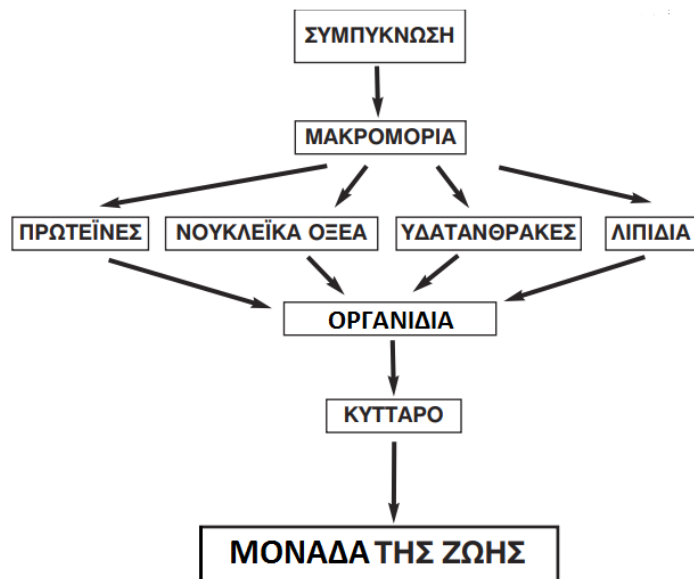 ΣΥΜΠΥΚΝΩΣΗ
ΜΑΚΡΟΜΟΡΙΑ
ΠΡΩΤΕΪΝΕΣ
ΝΟΥΚΛΕΪΚΑ ΟΞΕΑ
ΥΔΑΤΑΝΘΡΑΚΕΣ
ΛΙΠΙΔΙΑ
ΟΡΓΑΝΙΔΙΑ
ΚΥΤΤΑΡΟ
ΜΟΝΑΔΑ ΤΗΣ ΖΩΗΣ